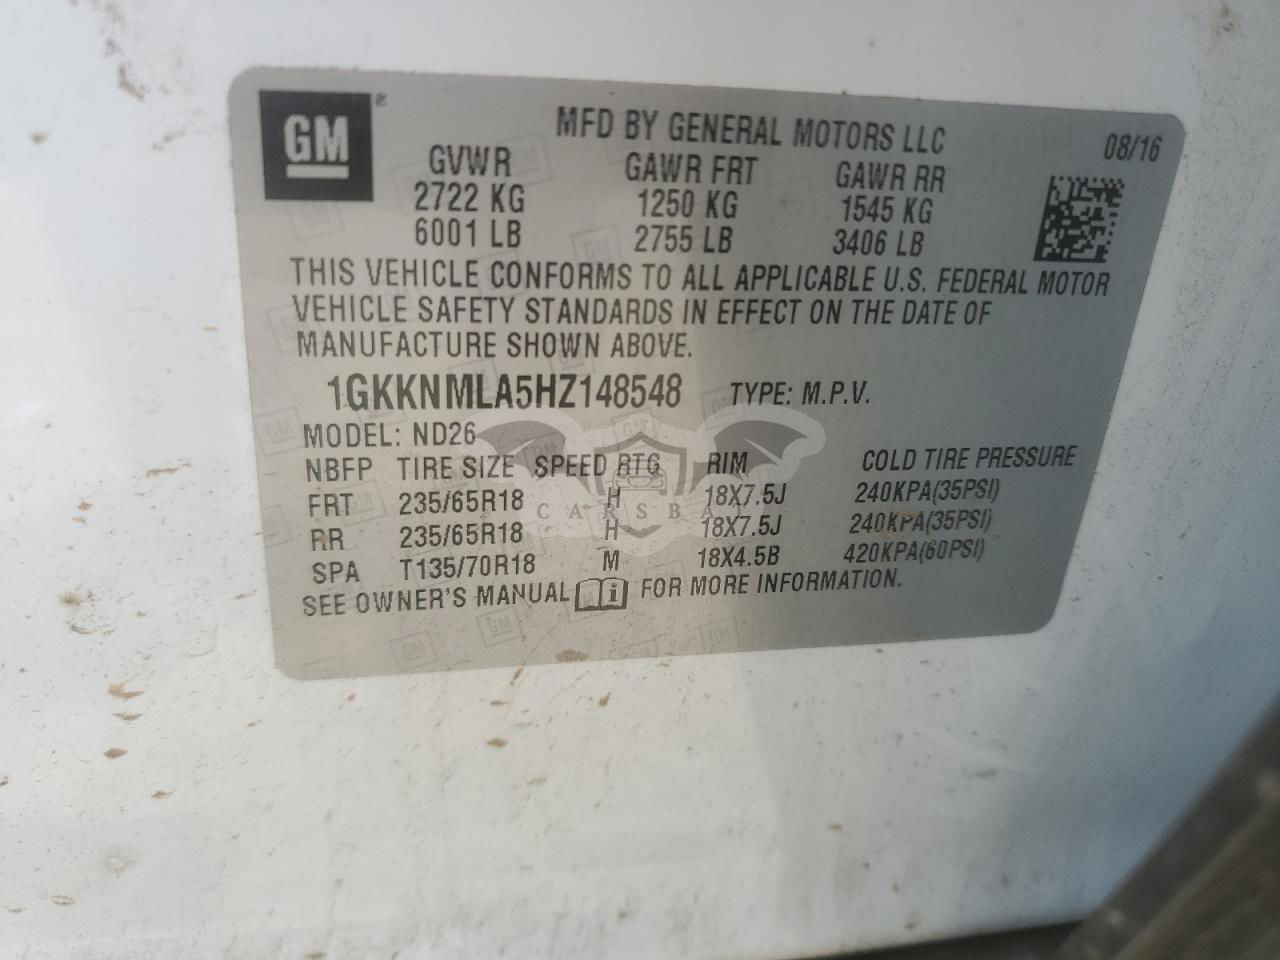 GM®
MFD BY GENERAL MOTORS LLC 08/16
GVWR GAWR FRT GAWR RR
2722 KG 1250 KG 1545 KG
6001 LB 2755 LB 3406 LB
THIS VEHICLE CONFORMS TO ALL APPLICABLE U.S. FEDERAL MOTOR
VEHICLE SAFETY STANDARDS IN EFFECT ON THE DATE OF
MANUFACTURE SHOWN ABOVE.
1GKKNMLA5HZ148548 TYPE: M.P.V.
MODEL: ND26
NBFP TIRE SIZE SPEED RTG RIM COLD TIRE PRESSURE
FRT 235/65R18 H 18X7.5J 240KPA(35PSI)
CARSBA
RR 235/65R18 H 18X7.5J 240KPA(35PSI)
SPA T135/70R18 M 18X4.5B 420KPA(60PSI)
SEE OWNER'S MANUAL FOR MORE INFORMATION.